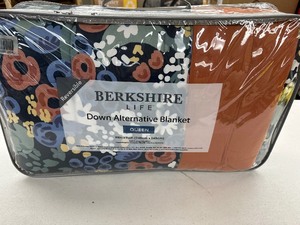 Reversible
BERKSHIRE
LIFE
Down Alternative Blanket
QUEEN